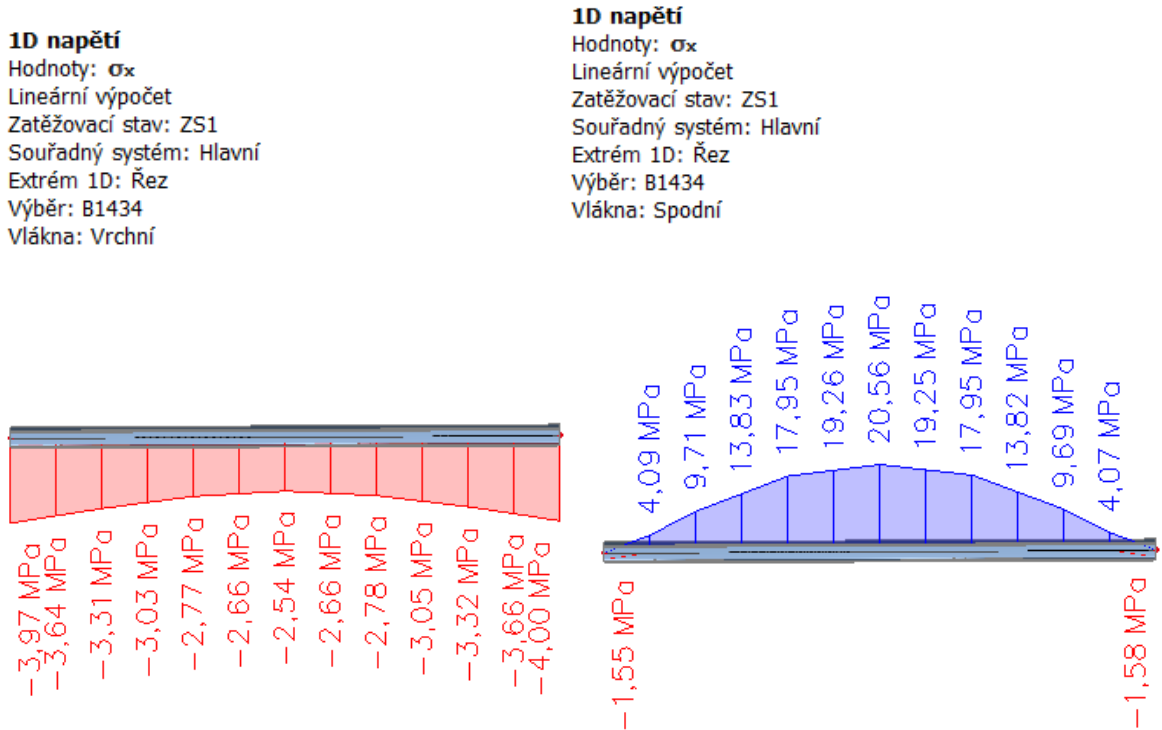 1D napětí
Hodnoty: σx
Lineární výpočet
Zatěžovací stav: ZS1
Souřadný systém: Hlavní
Extrém 1D: Řez
Výběr: B1434
Vlákna: Vrchní
-3,97 MPa
-3,64 MPa
-3,31 MPa
-3,03 MPa
-2,77 MPa
-2,66 MPa
-2,54 MPa
-2,66 MPa
-2,78 MPa
-3,05 MPa
-3,32 MPa
-3,66 MPa
-4,00 MPa
1D napětí
Hodnoty: σx
Lineární výpočet
Zatěžovací stav: ZS1
Souřadný systém: Hlavní
Extrém 1D: Řez
Výběr: B1434
Vlákna: Spodní
4,09 MPa
9,71 MPa
13,83 MPa
17,95 MPa
19,26 MPa
20,56 MPa
19,25 MPa
17,95 MPa
13,82 MPa
9,69 MPa
4,07 MPa
-1,55 MPa
-1,58 MPa